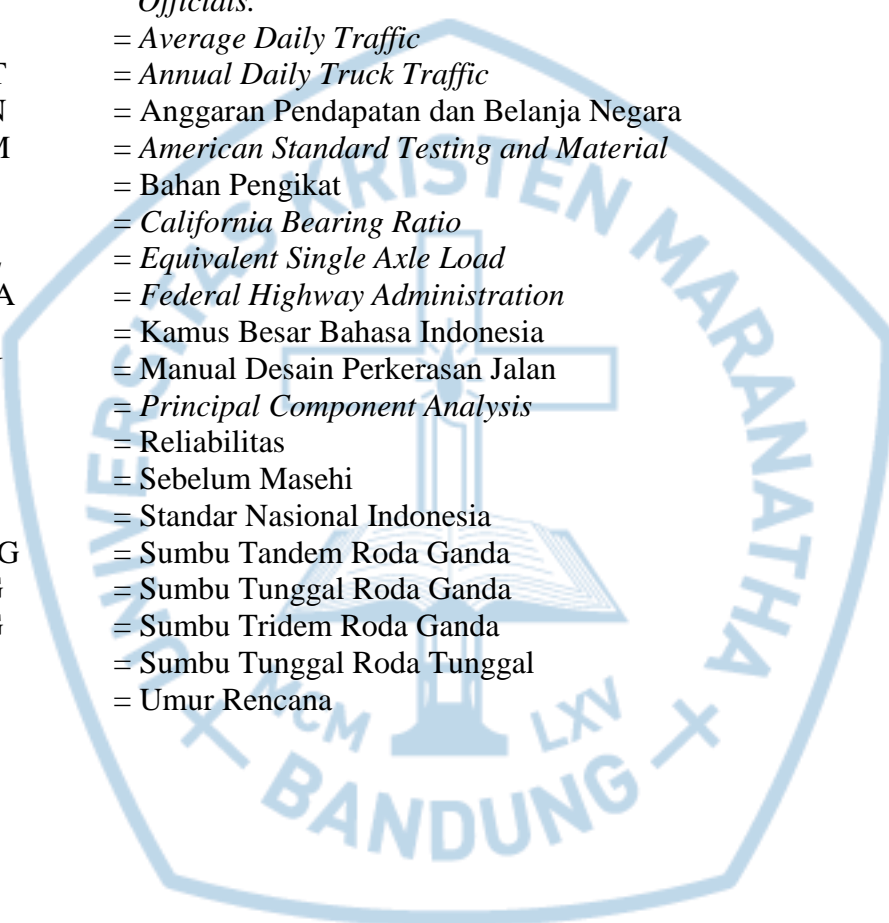 Officials.
= Average Daily Traffic
T = Annual Daily Truck Traffic
N = Anggaran Pendapatan dan Belanja Negara
M = American Standard Testing and Material
= Bahan Pengikat
= California Bearing Ratio
= Equivalent Single Axle Load
A = Federal Highway Administration
= Kamus Besar Bahasa Indonesia
= Manual Desain Perkerasan Jalan
= Principal Component Analysis
= Reliabilitas
= Sebelum Masehi
= Standar Nasional Indonesia
G = Sumbu Tandem Roda Ganda
G = Sumbu Tunggal Roda Ganda
G = Sumbu Tridem Roda Ganda
= Sumbu Tunggal Roda Tunggal
= Umur Rencana
UNIVERSITAS KRISTEN MARANATHA
MCM LXV
BANDUNG